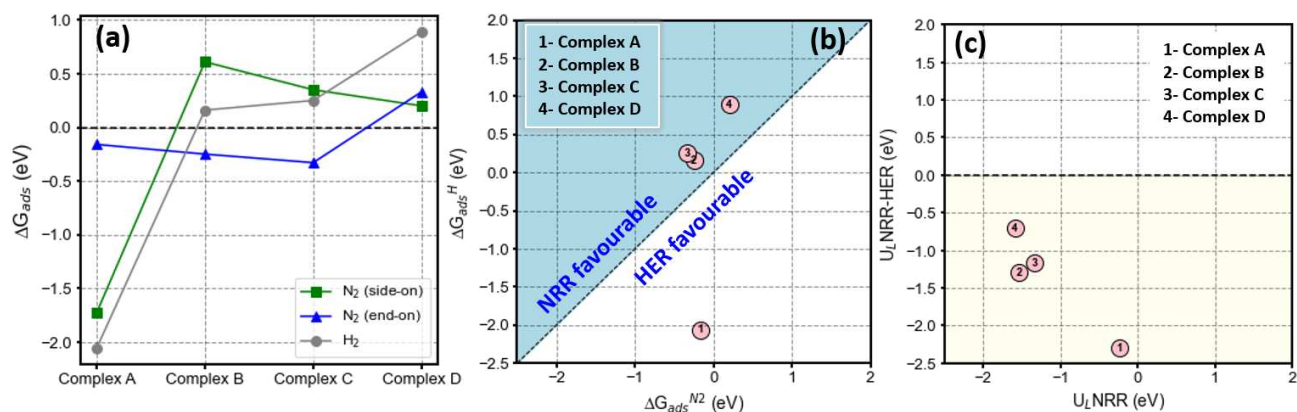 (a)
1.0
0.5
0.0
−0.5
−1.0
−1.5
−2.0
ΔG_ads (eV)
Complex A
Complex B
Complex C
Complex D
N₂ (side-on)
N₂ (end-on)
H₂
(b)
1- Complex A
2- Complex B
3- Complex C
4- Complex D
2.0
1.5
1.0
0.5
0.0
−0.5
−1.0
−1.5
−2.0
−2.5
ΔG_ads^H (eV)
4
3
2
1
NRR favourable
HER favourable
−2
−1
0
1
2
ΔG_ads^N2 (eV)
(c)
1- Complex A
2- Complex B
3- Complex C
4- Complex D
2.0
1.5
1.0
0.5
0.0
−0.5
−1.0
−1.5
−2.0
−2.5
U_LNRR-HER (eV)
4
3
2
1
−2
−1
0
1
2
U_LNRR (eV)